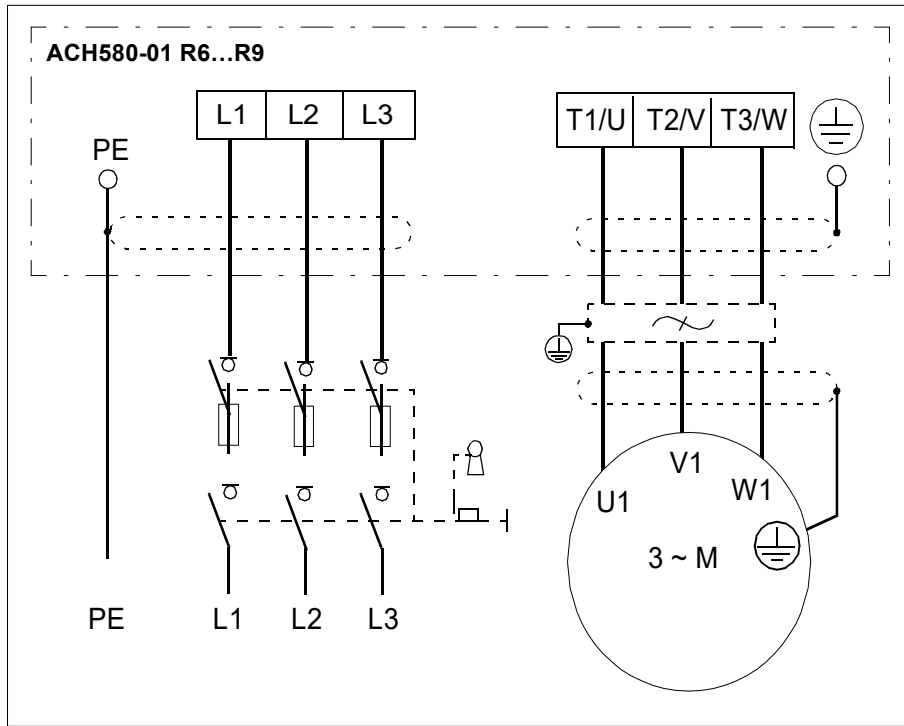 ACH580-01 R6…R9
L1 L2 L3
T1/U T2/V T3/W
PE
V1
U1 W1
3 ~ M
PE L1 L2 L3